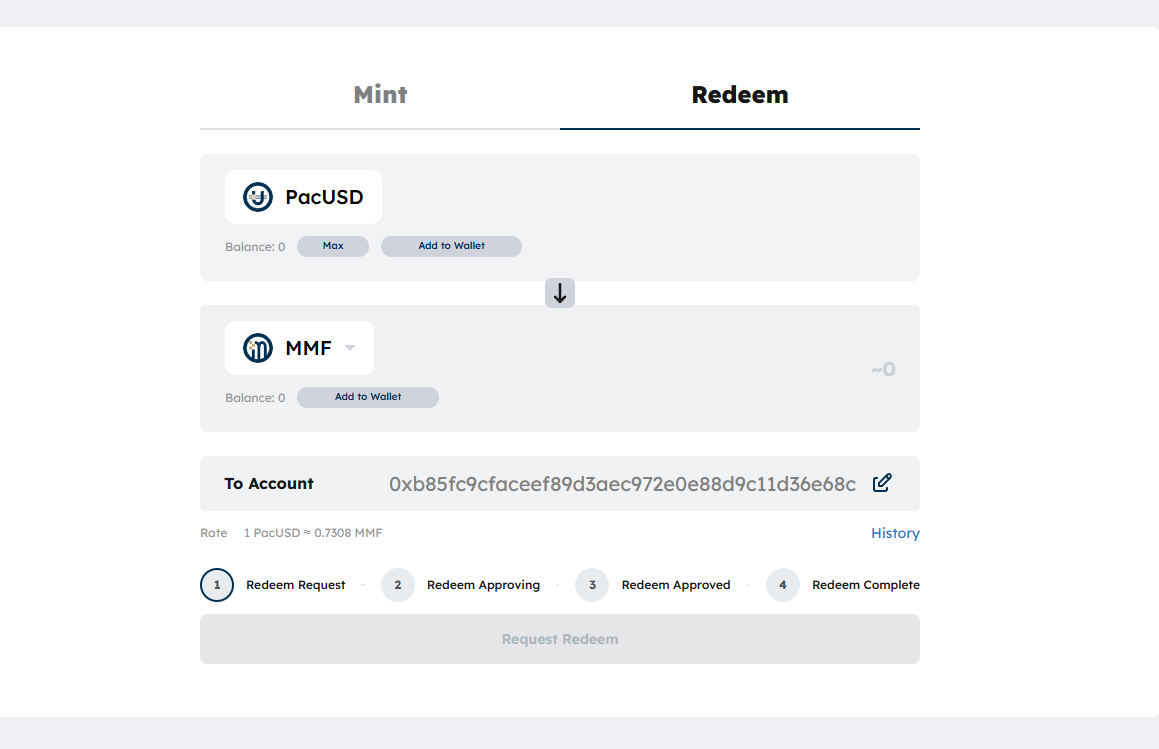 Mint Redeem
PacUSD
Balance: 0 Max Add to Wallet
MMF
~0
Balance: 0 Add to Wallet
To Account 0xb85fc9cfaceef89d3aec972e0e88d9c11d36e68c
Rate 1 PacUSD ≈ 0.7308 MMF History
1 Redeem Request - 2 Redeem Approving - 3 Redeem Approved - 4 Redeem Complete
Request Redeem